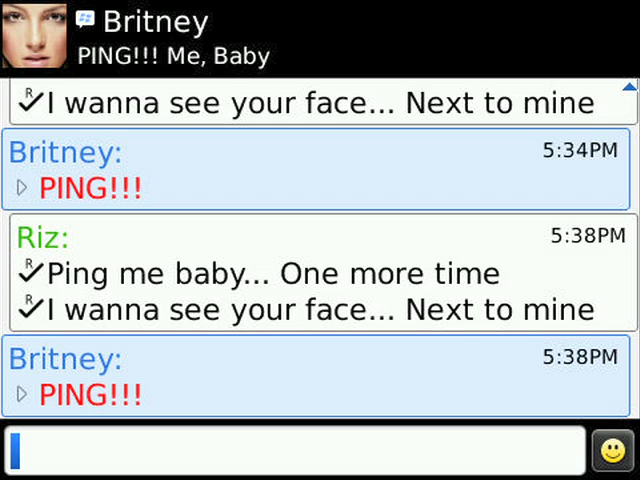 Britney
PING!!! Me, Baby
R I wanna see your face... Next to mine
Britney: 5:34PM
PING!!!
Riz: 5:38PM
R Ping me baby... One more time
R I wanna see your face... Next to mine
Britney: 5:38PM
PING!!!